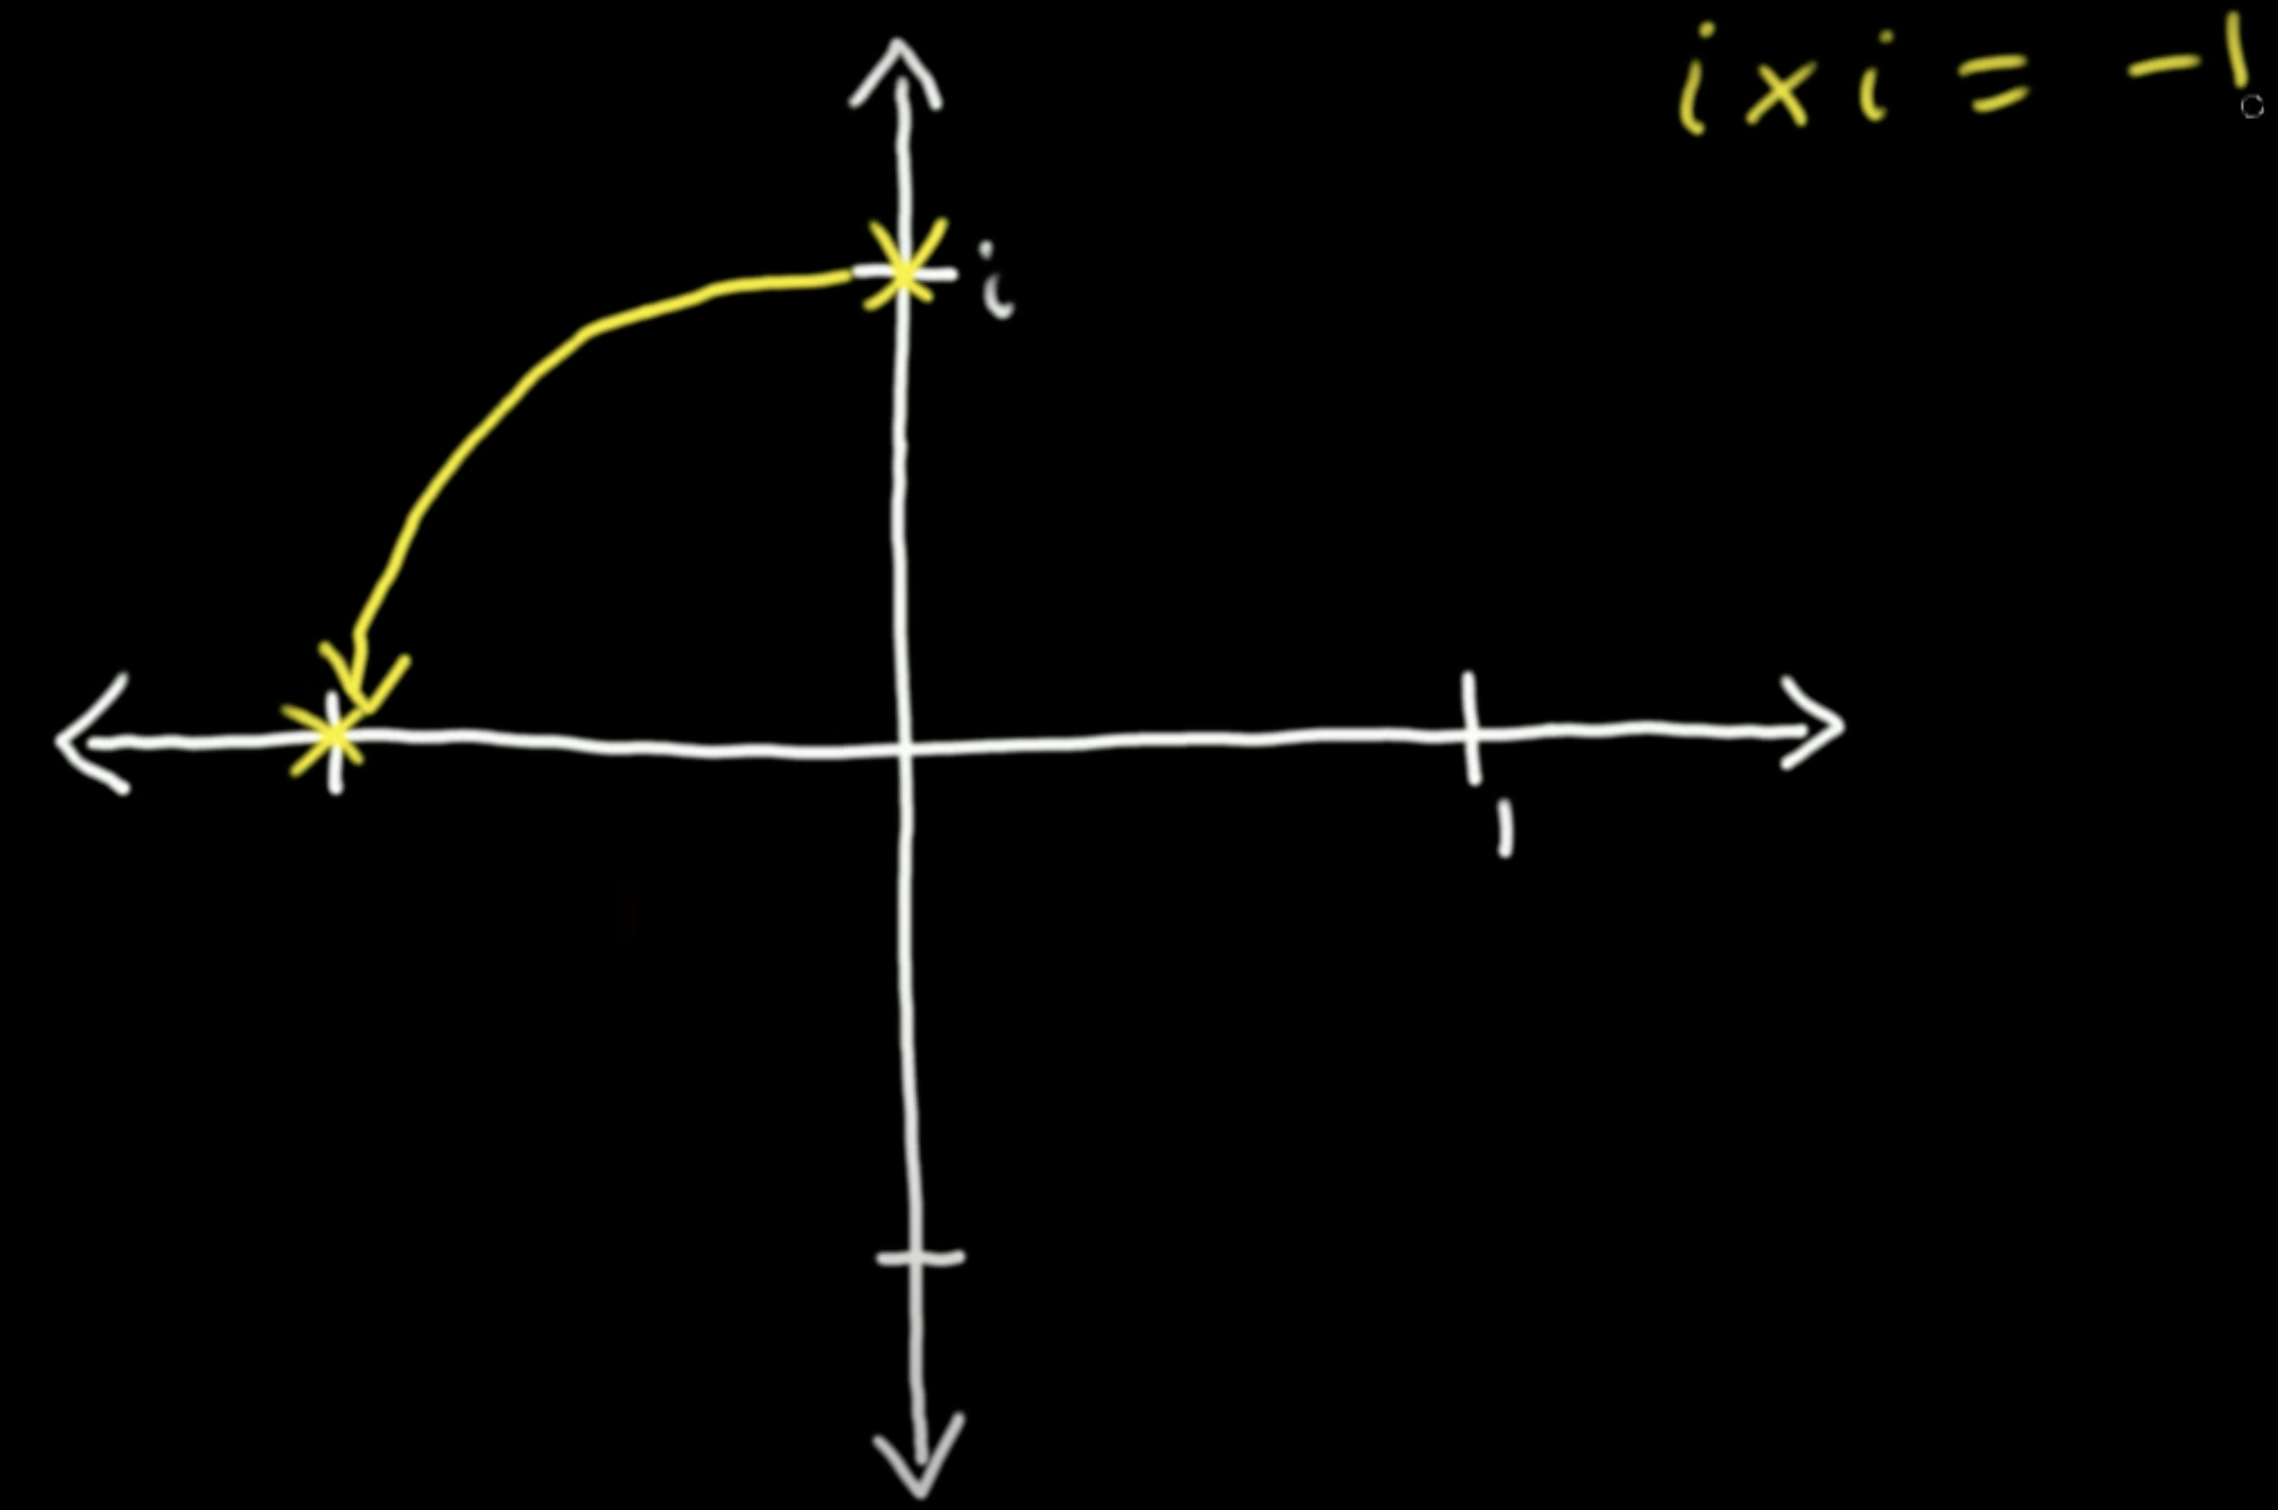 i x i = -1
i
1